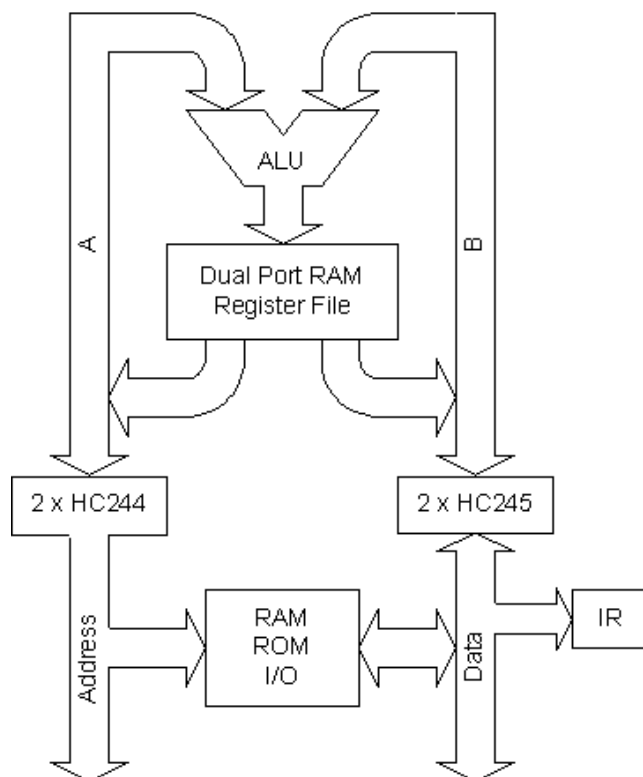 ALU
A
B
Dual Port RAM
Register File
2 x HC244
2 x HC245
Address
RAM
ROM
I/O
Data
IR